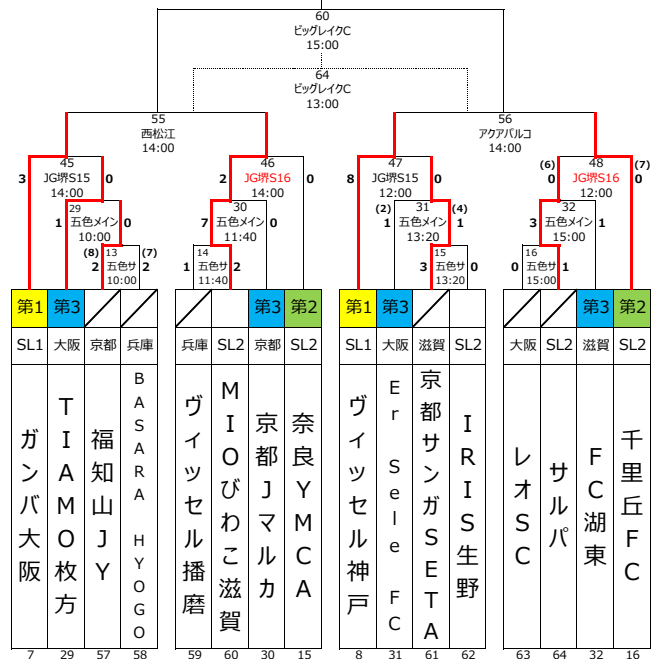 60
ビッグレイクC
15:00
64
ビッグレイクC
13:00
55
西松江
14:00
56
アクアパルコ
14:00
45
3 JG堺S15 0
14:00
46
2 JG堺S16 0
14:00
47
8 JG堺S15 0
12:00
(6) 48 (7)
0 JG堺S16 0
12:00
29
1 五色メイン 0
10:00
30
7 五色メイン 0
11:40
(2) 31 (4)
1 五色メイン 1
13:20
32
3 五色メイン 1
15:00
(8) 13 (7)
2 五色サ 2
10:00
14
1 五色サ 2
11:40
15
3 五色サ 0
13:20
16
0 五色サ 1
15:00
第1 第3 第3 第2 第1 第3 第3 第2
SL1 大阪 京都 兵庫 兵庫 SL2 京都 SL2 SL1 大阪 滋賀 SL2 大阪 SL2 滋賀 SL2
ガンバ大阪
TIAMO枚方
福知山JY
BASARA HYOGO
ヴィッセル播磨
MIOびわこ滋賀
京都Jマルカ
奈良YMCA
ヴィッセル神戸
Er Sele FC
京都サンガSETA
IRIS生野
レオSC
サルパ
FC湖東
千里丘FC
7 29 57 58 59 60 30 15 8 31 61 62 63 64 32 16